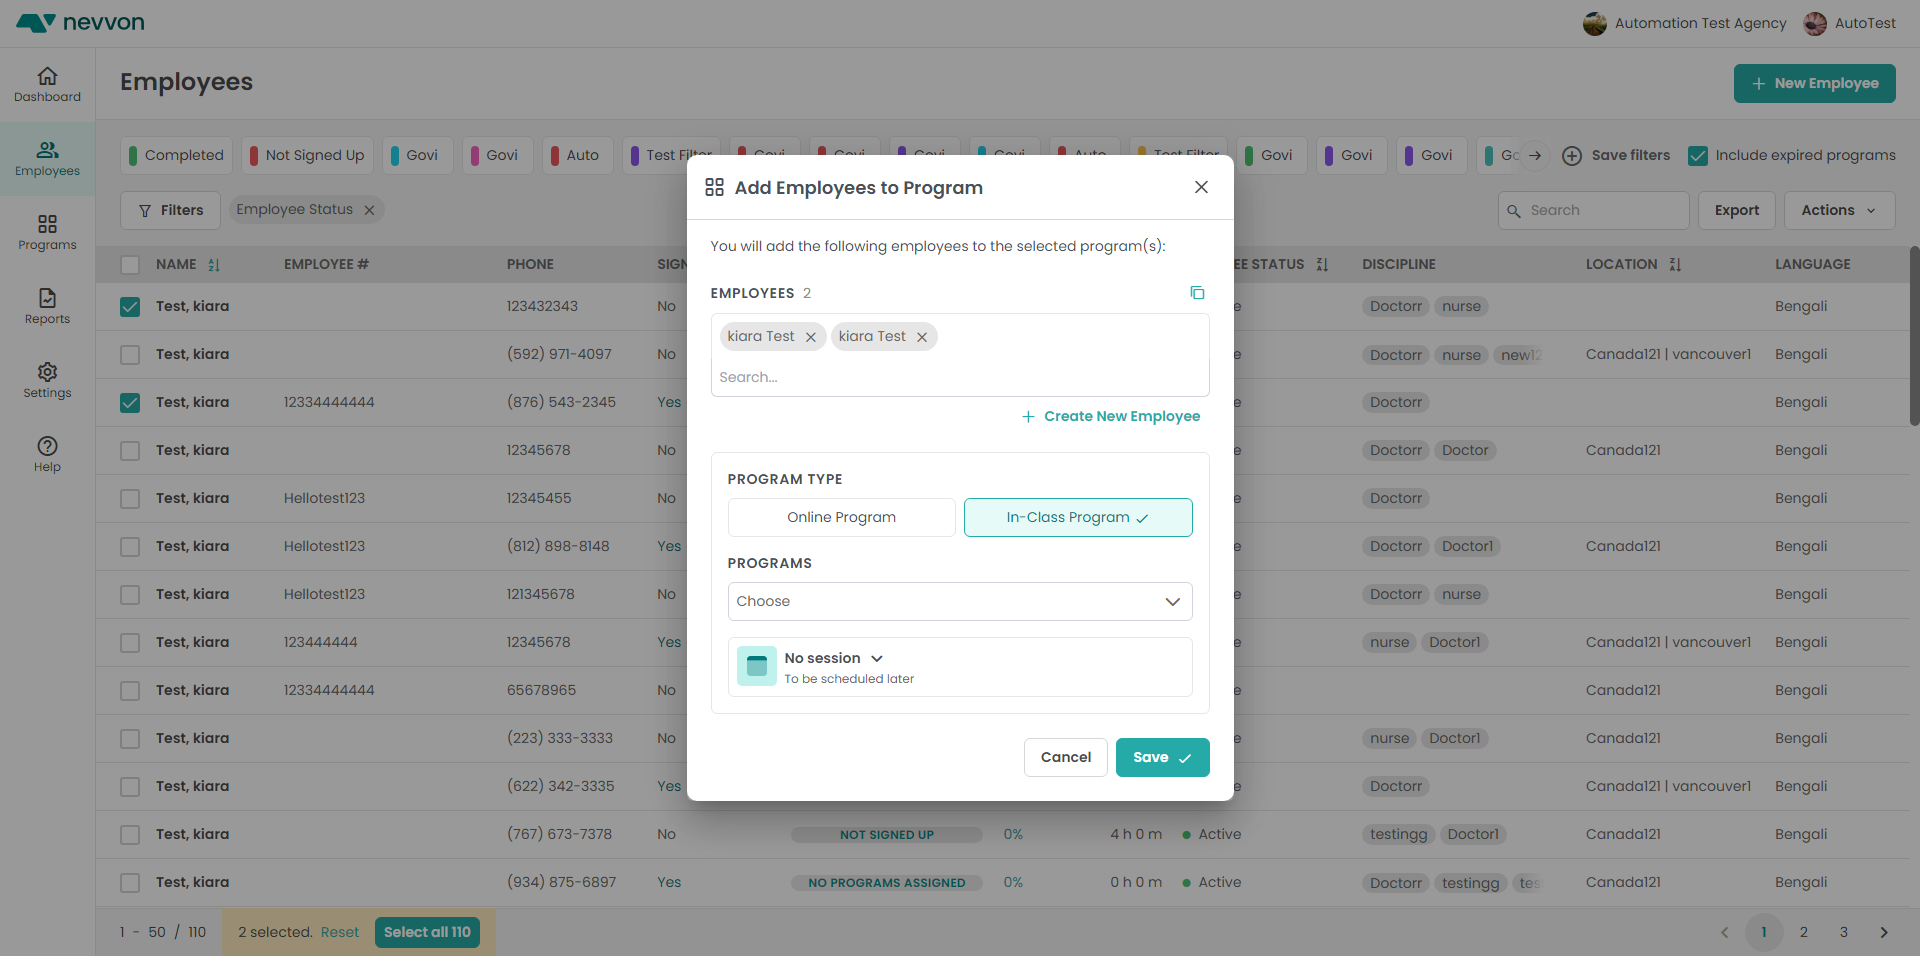 nevvon
Automation Test Agency
AutoTest
Dashboard
Employees
Programs
Reports
Settings
Help
Employees
New Employee
Completed
Not Signed Up
Govi
Govi
Auto
Test Filter
Govi
Govi
Govi
Govi
Auto
Test Filter
Govi
Govi
Govi
Save filters
Include expired programs
Filters
Employee Status
Search
Export
Actions
NAME EMPLOYEE # PHONE SIGN EE STATUS DISCIPLINE LOCATION LANGUAGE
Test, kiara 123432343 No e Doctorr nurse Bengali
Test, kiara (592) 971-4097 No e Doctorr nurse new12 Canada121 | vancouver1 Bengali
Test, kiara 12334444444 (876) 543-2345 Yes e Doctorr Bengali
Test, kiara 12345678 No e Doctorr Doctor Canada121 Bengali
Test, kiara Hellotest123 12345455 No e Doctorr Bengali
Test, kiara Hellotest123 (812) 898-8148 Yes e Doctorr Doctor1 Canada121 Bengali
Test, kiara Hellotest123 121345678 No e Doctorr nurse Bengali
Test, kiara 123444444 12345678 Yes e nurse Doctor1 Canada121 | vancouver1 Bengali
Test, kiara 12334444444 65678965 No e Canada121 Bengali
Test, kiara (223) 333-3333 No e nurse Doctor1 Canada121 Bengali
Test, kiara (622) 342-3335 Yes e Doctorr Canada121 | vancouver1 Bengali
Test, kiara (767) 673-7378 No NOT SIGNED UP 0% 4 h 0 m Active testingg Doctor1 Canada121 Bengali
Test, kiara (934) 875-6897 Yes NO PROGRAMS ASSIGNED 0% 0 h 0 m Active Doctorr testingg tes Canada121 Bengali
1 - 50 / 110
2 selected. Reset
Select all 110
1 2 3
Add Employees to Program
You will add the following employees to the selected program(s):
EMPLOYEES 2
kiara Test
kiara Test
Search...
Create New Employee
PROGRAM TYPE
Online Program
In-Class Program
PROGRAMS
Choose
No session
To be scheduled later
Cancel
Save